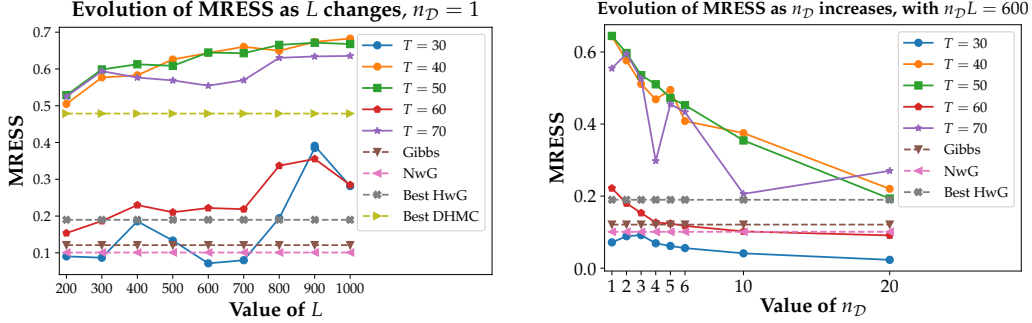 Evolution of MRESS as L changes, n_𝒟 = 1
MRESS
0.7
0.6
0.5
0.4
0.3
0.2
0.1
200 300 400 500 600 700 800 900 1000
Value of L
T = 30
T = 40
T = 50
T = 60
T = 70
Gibbs
NwG
Best HwG
Best DHMC
Evolution of MRESS as n_𝒟 increases, with n_𝒟L = 600
MRESS
0.6
0.4
0.2
0.0
1 2 3 4 5 6 10 20
Value of n_𝒟
T = 30
T = 40
T = 50
T = 60
T = 70
Gibbs
NwG
Best HwG